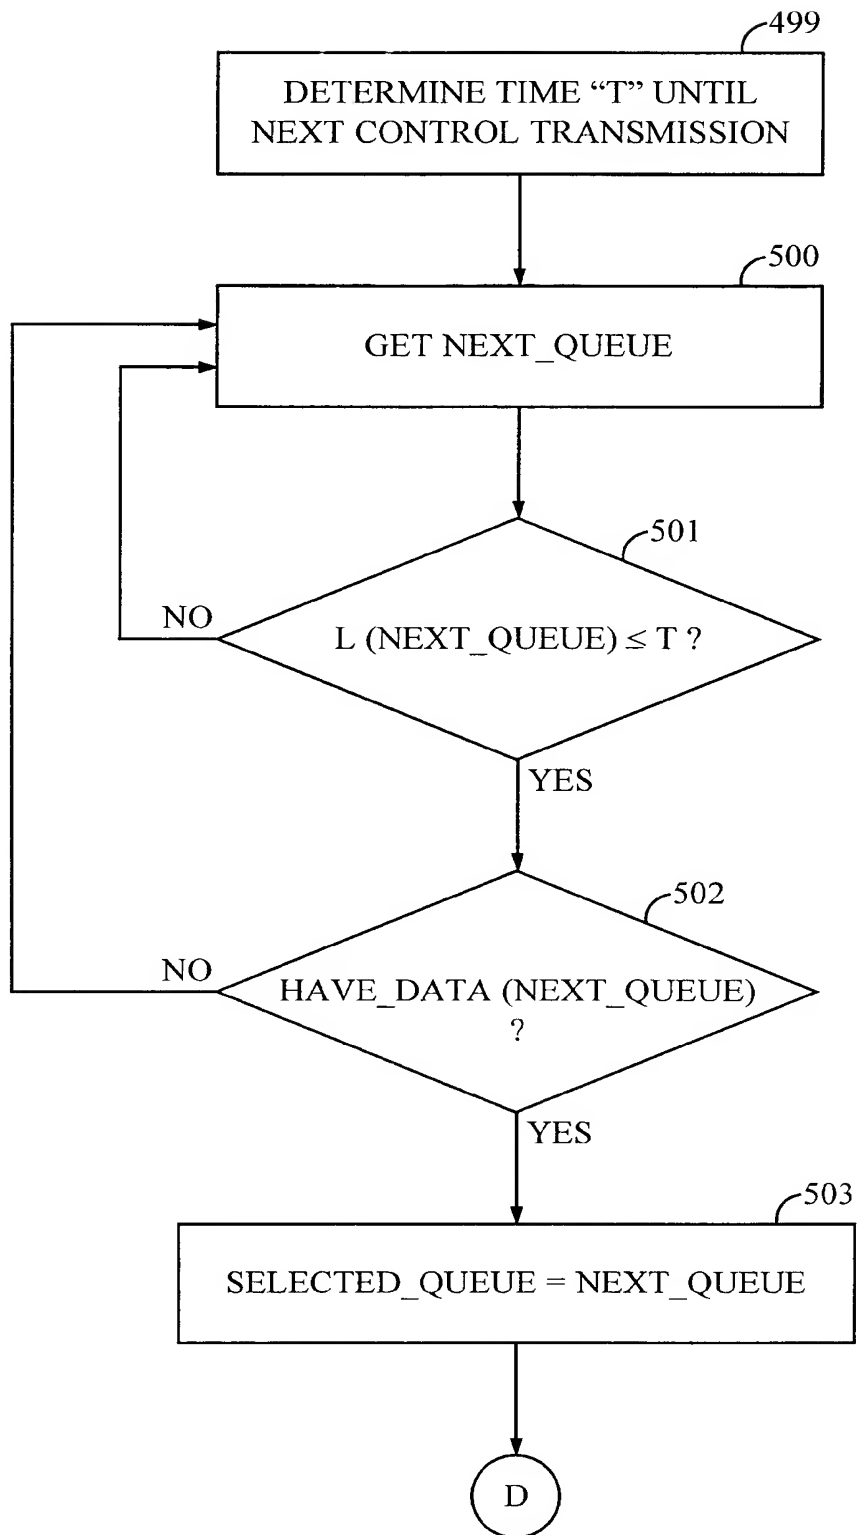 499
DETERMINE TIME “T” UNTIL
NEXT CONTROL TRANSMISSION
500
GET NEXT_QUEUE
501
NO
L (NEXT_QUEUE) ≤ T ?
YES
502
NO
HAVE_DATA (NEXT_QUEUE)
?
YES
503
SELECTED_QUEUE = NEXT_QUEUE
D